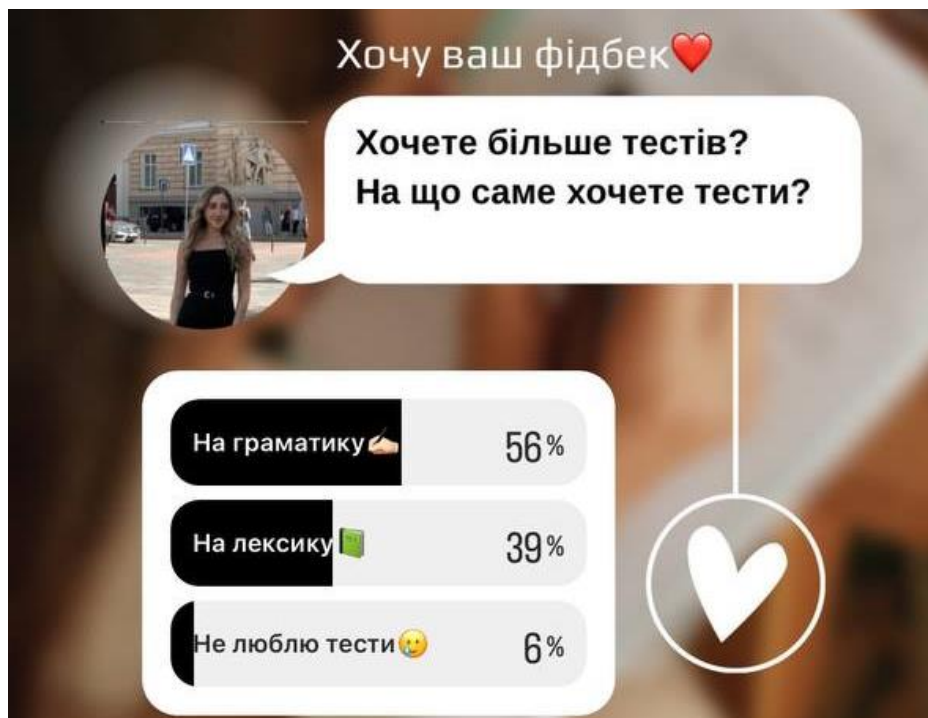 Хочу ваш фідбек❤️
Хочете більше тестів?
На що саме хочете тести?
На граматику✍🏻 56%
На лексику📗 39%
Не люблю тести🥲 6%